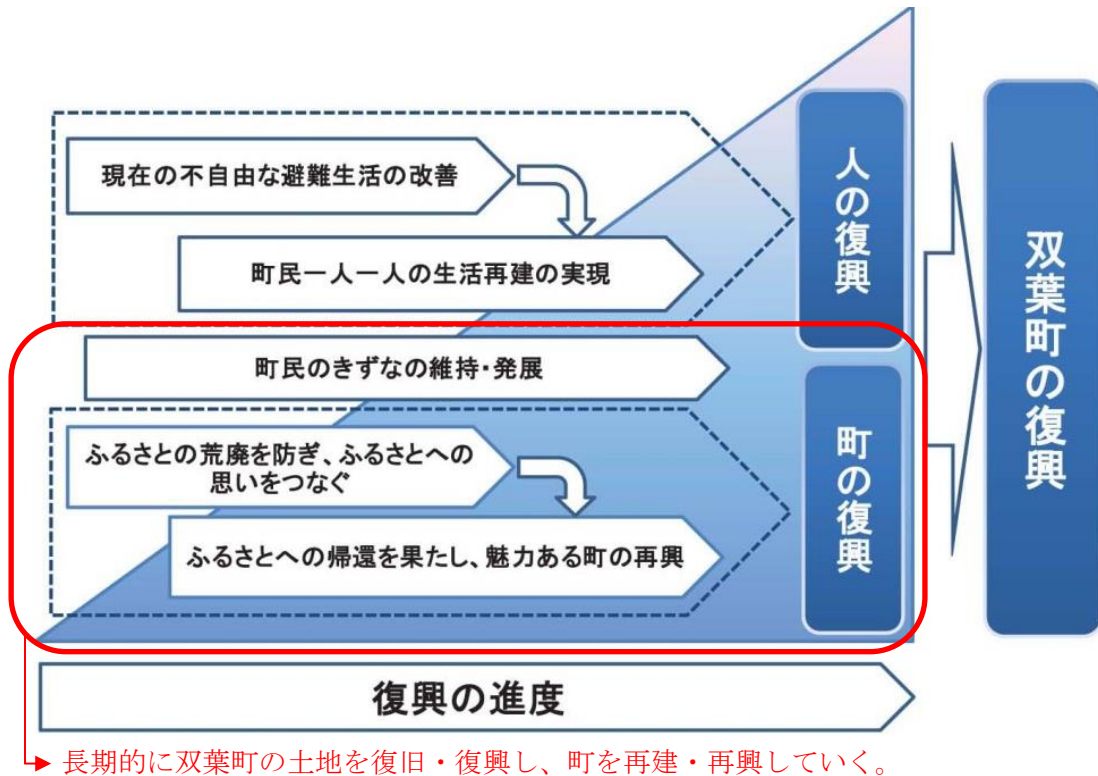 現在の不自由な避難生活の改善
町民一人一人の生活再建の実現
町民のきずなの維持・発展
ふるさとの荒廃を防ぎ、ふるさとへの
思いをつなぐ
ふるさとへの帰還を果たし、魅力ある町の再興
人の復興
町の復興
双葉町の復興
復興の進度
長期的に双葉町の土地を復旧・復興し、町を再建・再興していく。